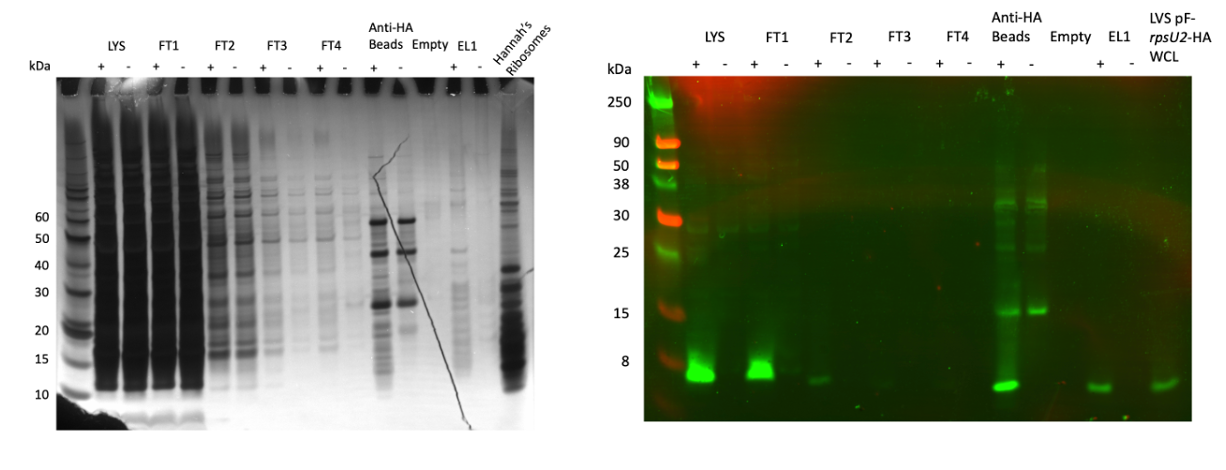 Anti-HA
LYS FT1 FT2 FT3 FT4 Beads Empty EL1 Hannah's
Ribosomes
kDa + - + - + - + - + - + - + -
60
50
40
30
20
15
10
Anti-HA LVS pF-
LYS FT1 FT2 FT3 FT4 Beads Empty EL1 rpsU2-HA
WCL
kDa + - + - + - + - + - + - + -
250
90
50
38
30
25
15
8